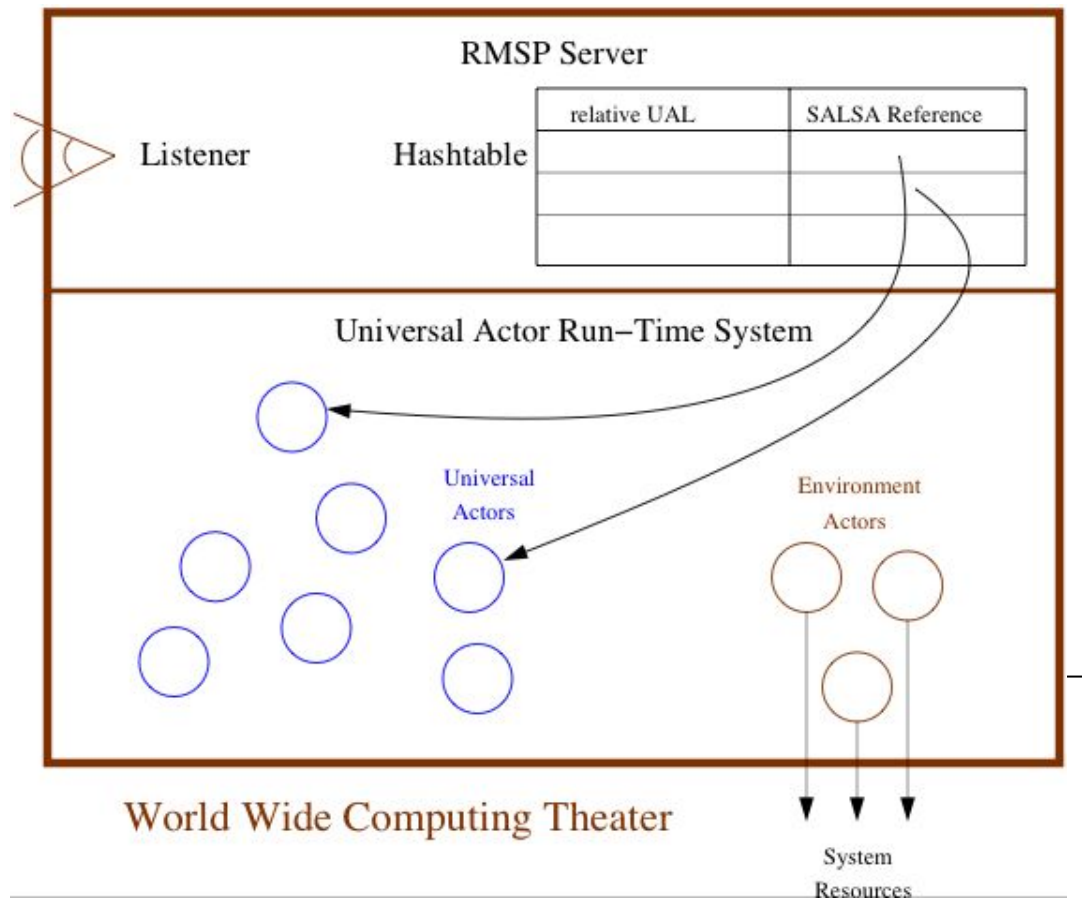 RMSP Server
relative UAL
SALSA Reference
Listener
Hashtable
Universal Actor Run−Time System
Universal
Actors
Environment
Actors
World Wide Computing Theater
System
Resources